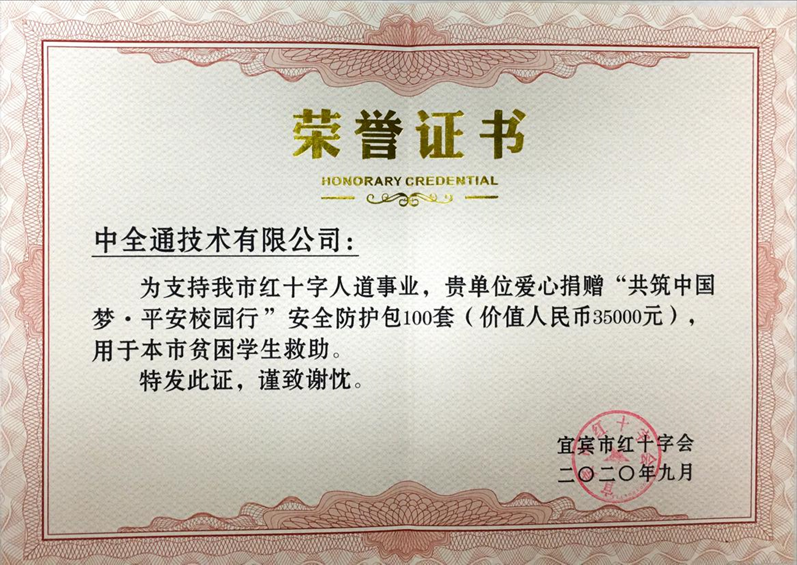 荣誉证书
HONORARY CREDENTIAL
中全通技术有限公司：
为支持我市红十字人道事业，贵单位爱心捐赠“共筑中国
梦·平安校园行”安全防护包100套（价值人民币35000元），
用于本市贫困学生救助。
特发此证，谨致谢忱。
宜宾市红十字会
二〇二〇年九月